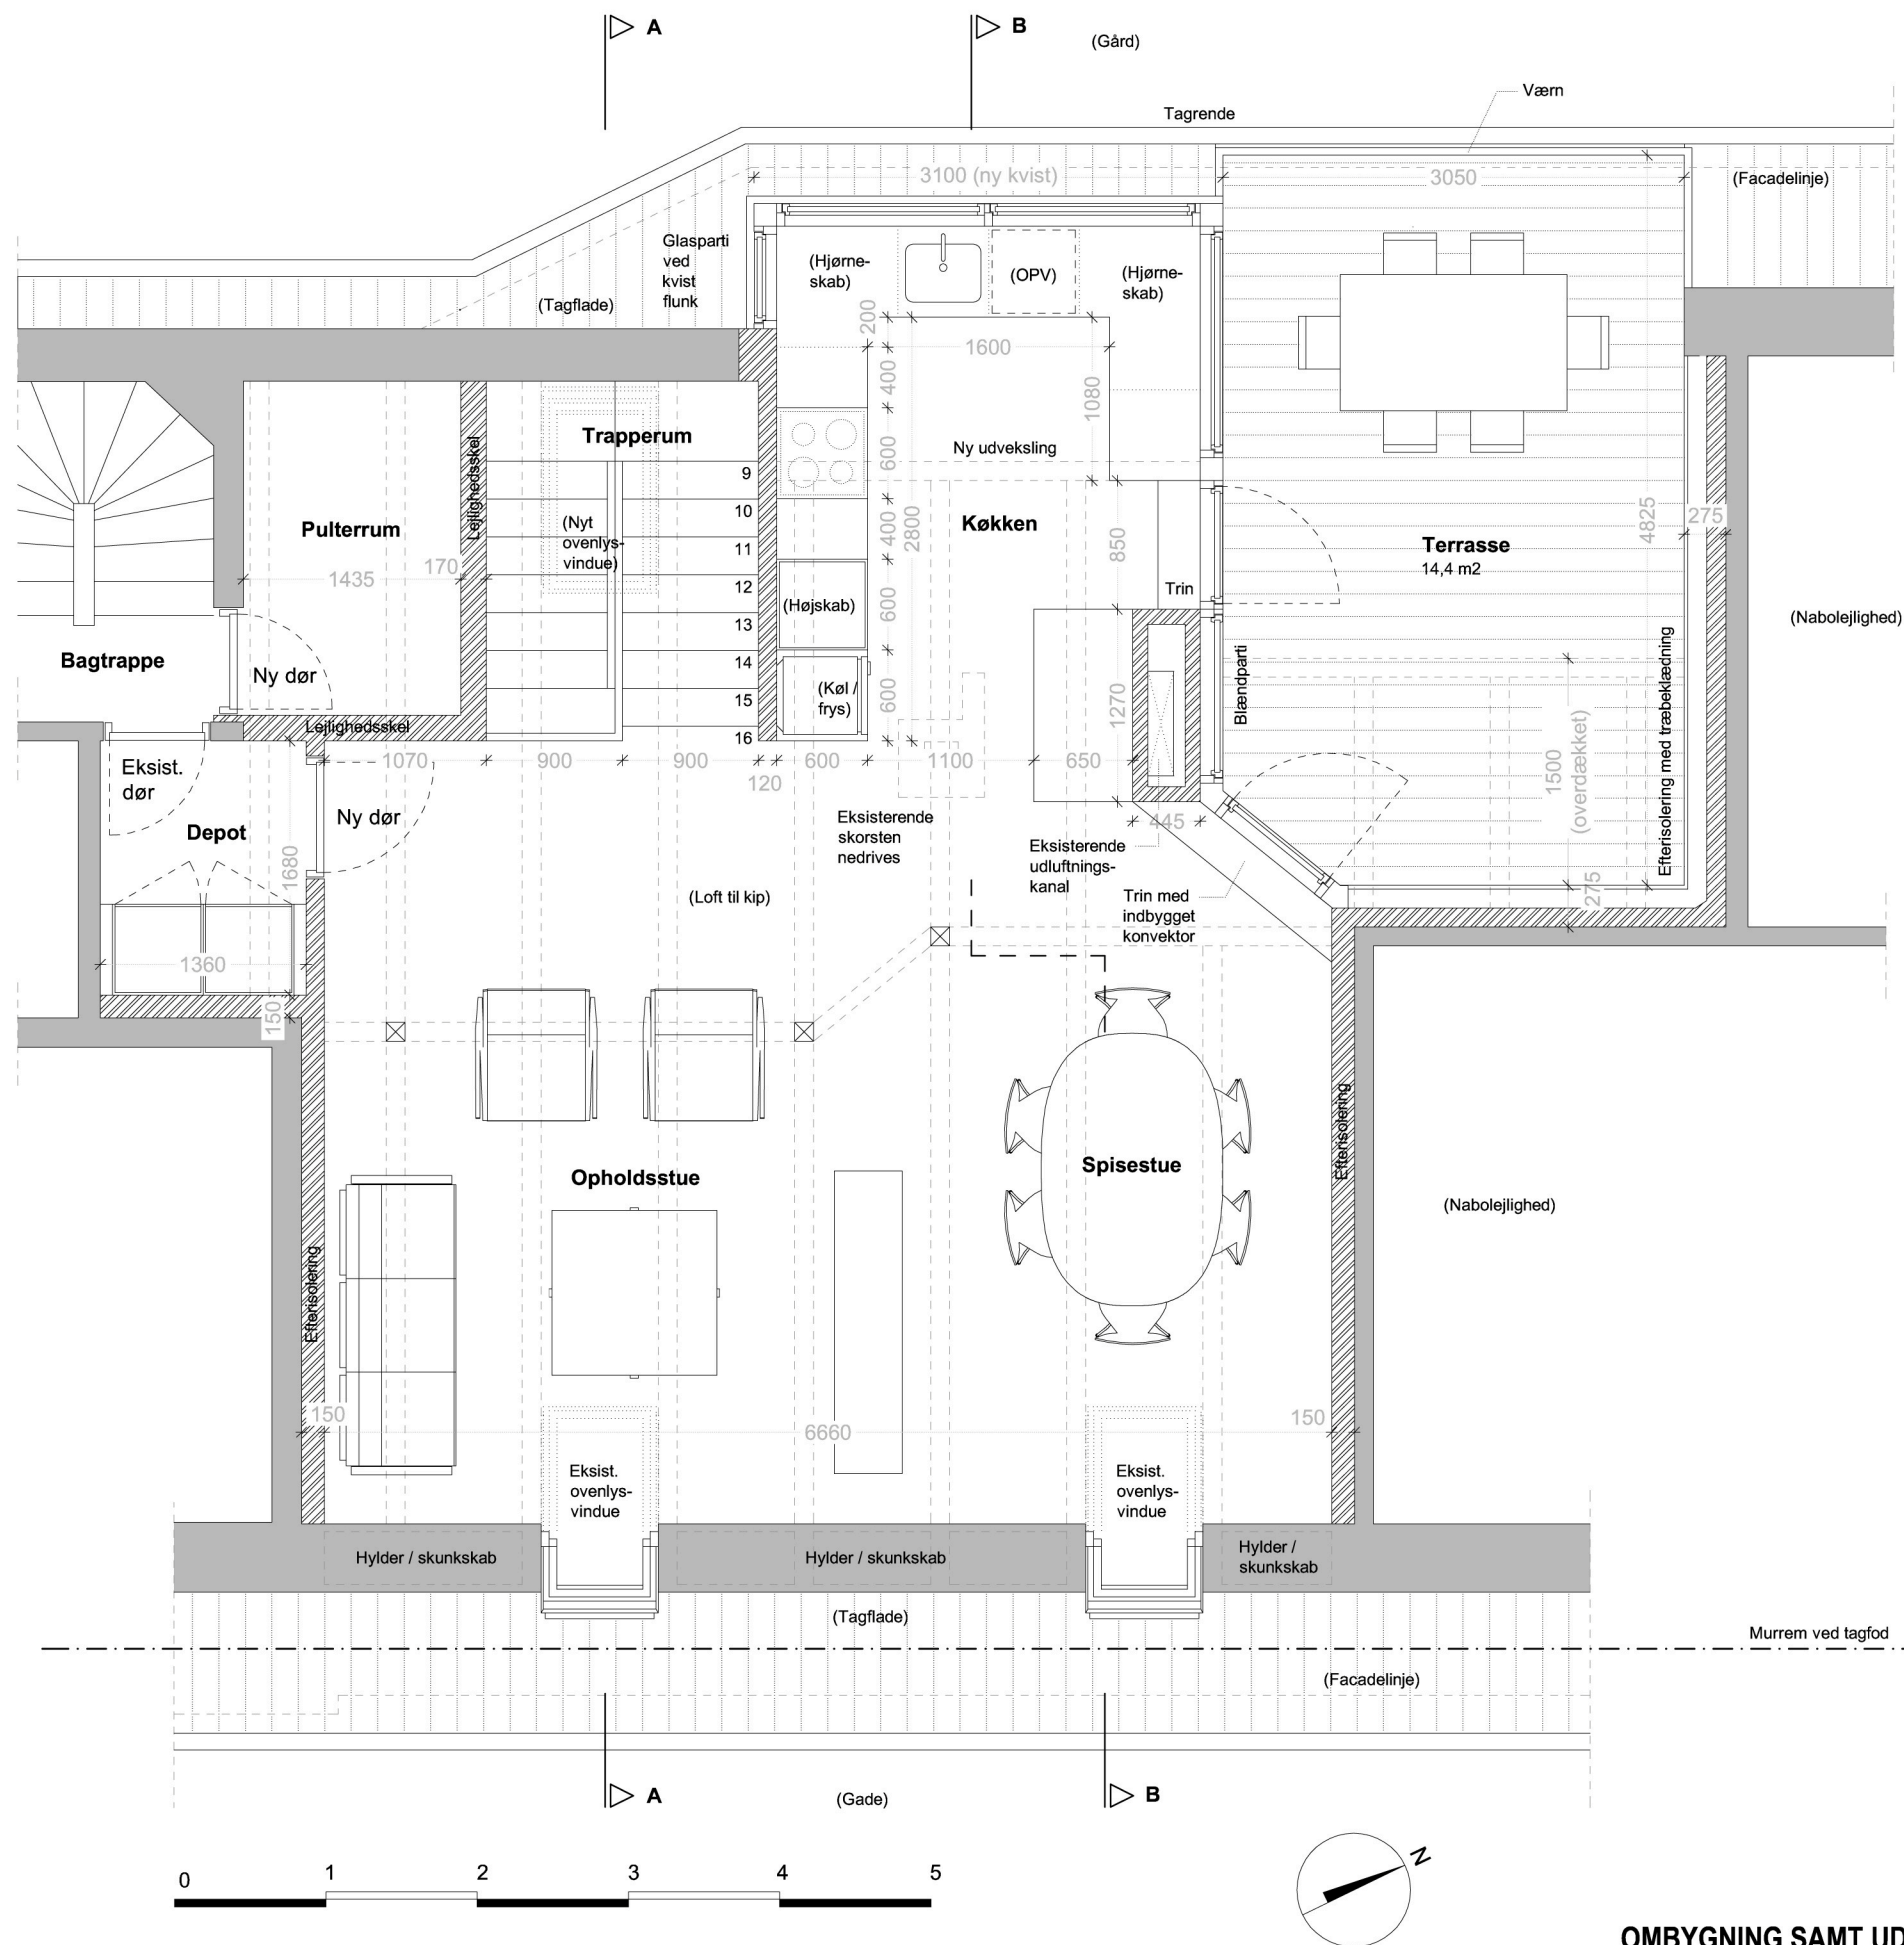 A
B
(Gård)
Værn
Tagrende
3100 (ny kvist)
3050
(Facadelinje)
Glasparti
ved
kvist
flunk
(Hjørne-
skab)
(OPV)
(Hjørne-
skab)
(Tagflade)
200
1600
400
1080
Trapperum
Lejlighedsskel
600
Ny udveksling
9
10
11
12
13
14
15
16
Pulterrum
(Nyt
ovenlys-
vindue)
Køkken
400
2800
850
4825
275
Terrasse
14,4 m2
1435
170
Trin
(Højskab)
600
(Nabolejlighed)
Bagtrappe
Ny dør
(Køl /
frys)
600
1270
Blændparti
Efterisolering med træbeklædning
Lejlighedsskel
1500
(overdækket)
Eksist.
dør
1070
900
900
120
600
1100
650
Ny dør
Depot
Eksisterende
skorsten
nedrives
445
Eksisterende
udluftnings-
kanal
1680
275
(Loft til kip)
Trin med
indbygget
konvektor
1360
150
Opholdsstue
Spisestue
Efterisolering
(Nabolejlighed)
Efterisolering
150
6660
150
Eksist.
ovenlys-
vindue
Eksist.
ovenlys-
vindue
Hylder / skunkskab
Hylder / skunkskab
Hylder /
skunkskab
(Tagflade)
Murrem ved tagfod
(Facadelinje)
A
(Gade)
B
0
1
2
3
4
5
N
OMBYGNING SAMT UD